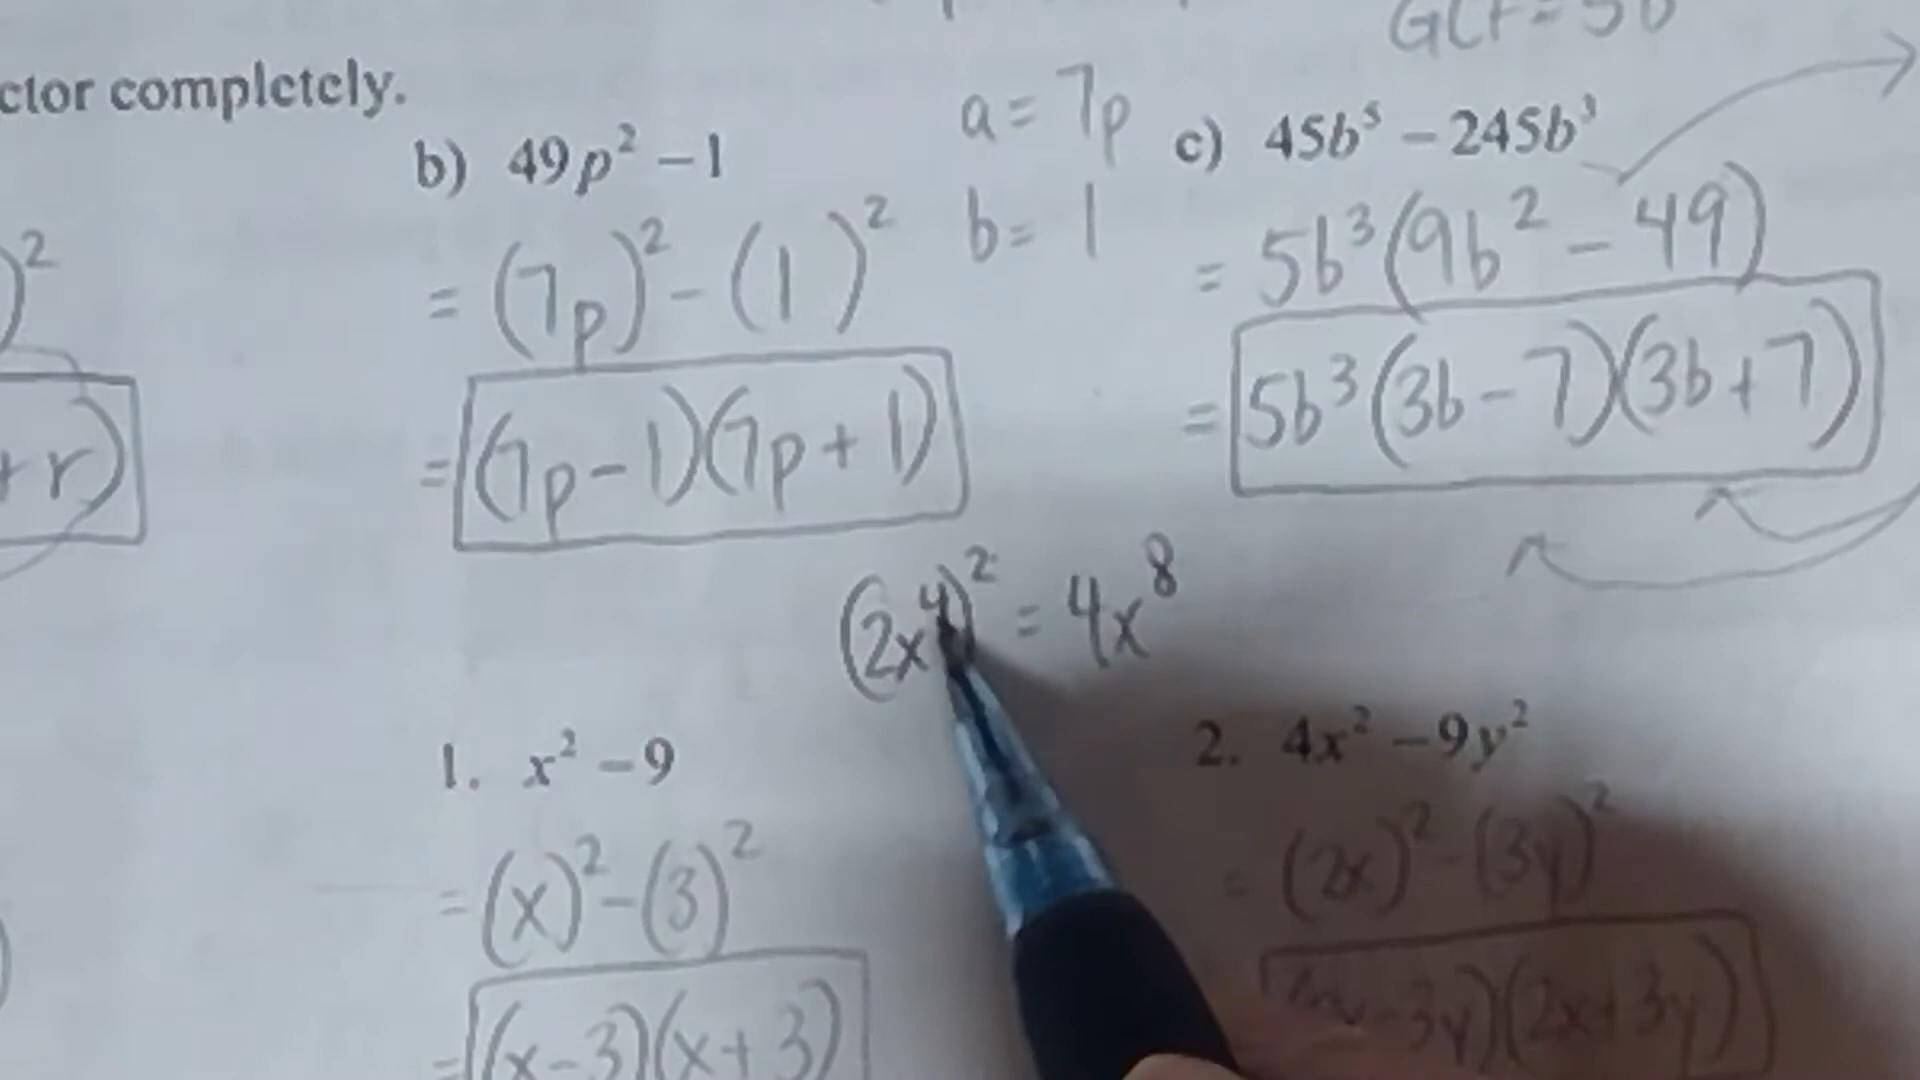 GCF = 5b
ctor completely.
b) 49p² − 1
a = 7p
b = 1
c) 45b⁵ − 245b³
)²
= (7p)² − (1)²
= 5b³(9b² − 49)
+ r)
= (7p − 1)(7p + 1)
= 5b³(3b − 7)(3b + 7)
(2x⁴)² = 4x⁸
1. x² − 9
2. 4x² − 9y²
= (x)² − (3)²
= (2x)² − (3y)²
= (x − 3)(x + 3)
− 3y)(2x + 3y)